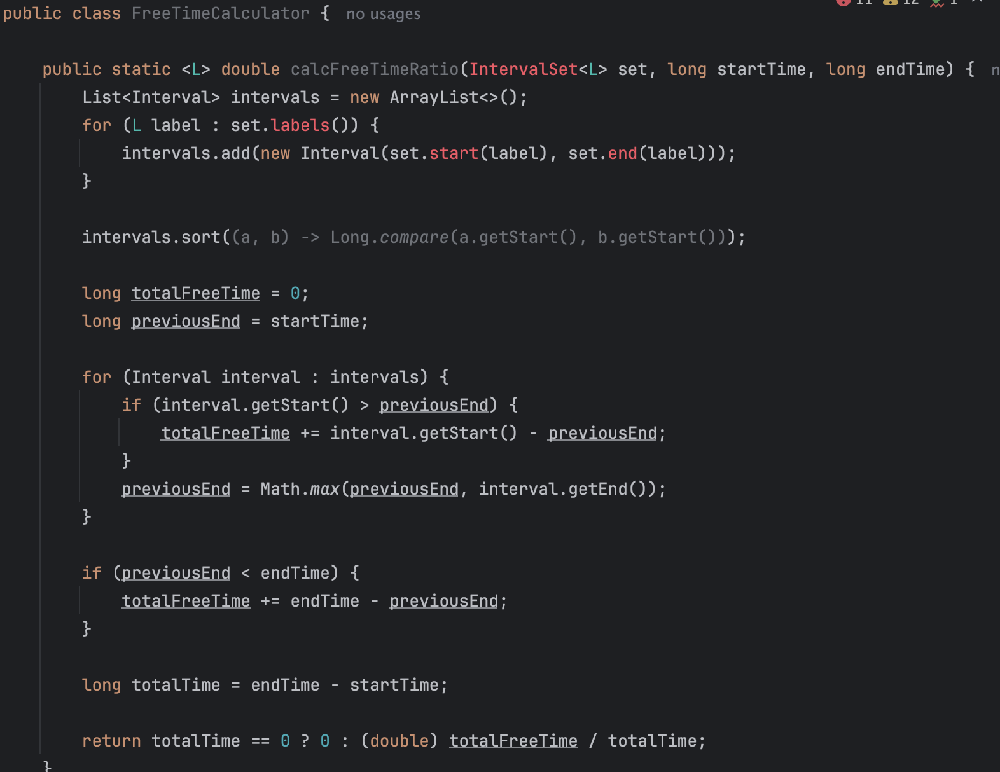 11 12 1
public class FreeTimeCalculator { no usages
public static <L> double calcFreeTimeRatio(IntervalSet<L> set, long startTime, long endTime) { n
List<Interval> intervals = new ArrayList<>();
for (L label : set.labels()) {
intervals.add(new Interval(set.start(label), set.end(label)));
}
intervals.sort((a, b) -> Long.compare(a.getStart(), b.getStart()));
long totalFreeTime = 0;
long previousEnd = startTime;
for (Interval interval : intervals) {
if (interval.getStart() > previousEnd) {
totalFreeTime += interval.getStart() - previousEnd;
}
previousEnd = Math.max(previousEnd, interval.getEnd());
}
if (previousEnd < endTime) {
totalFreeTime += endTime - previousEnd;
}
long totalTime = endTime - startTime;
return totalTime == 0 ? 0 : (double) totalFreeTime / totalTime;
}